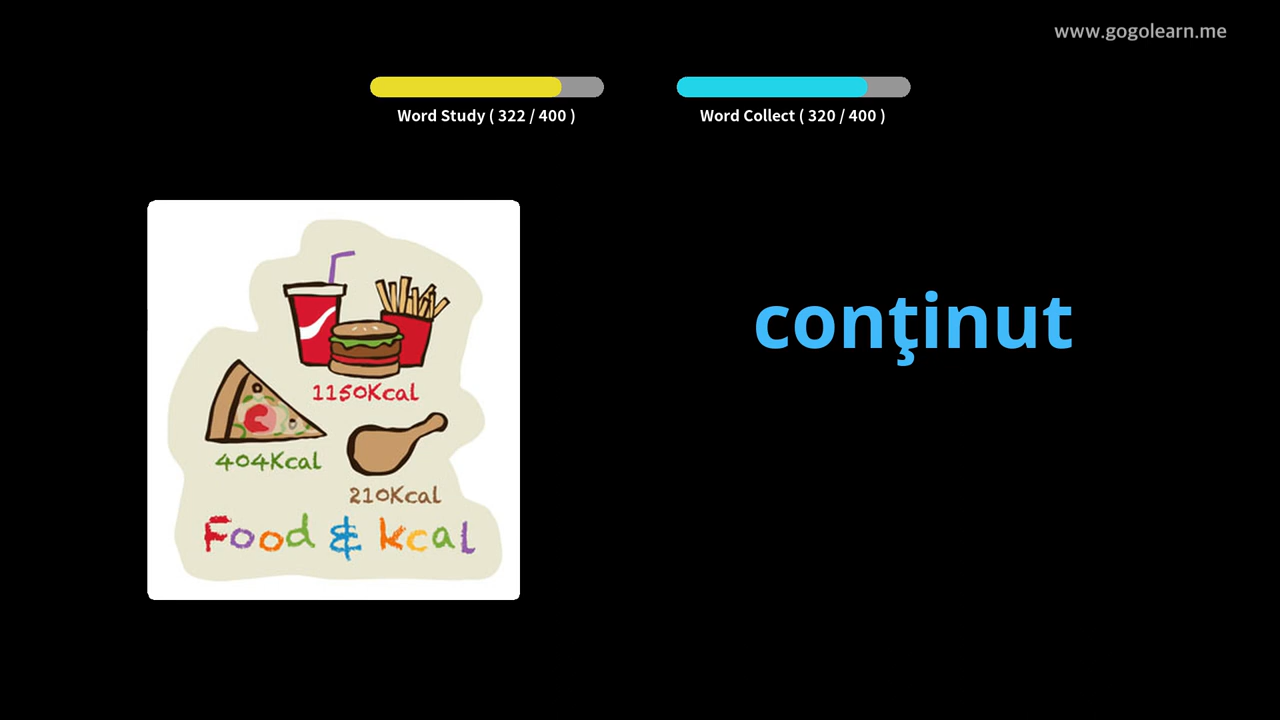 www.gogolearn.me
Word Study ( 322 / 400 )
Word Collect ( 320 / 400 )
conţinut
1150Kcal
404Kcal
210Kcal
Food & kcal